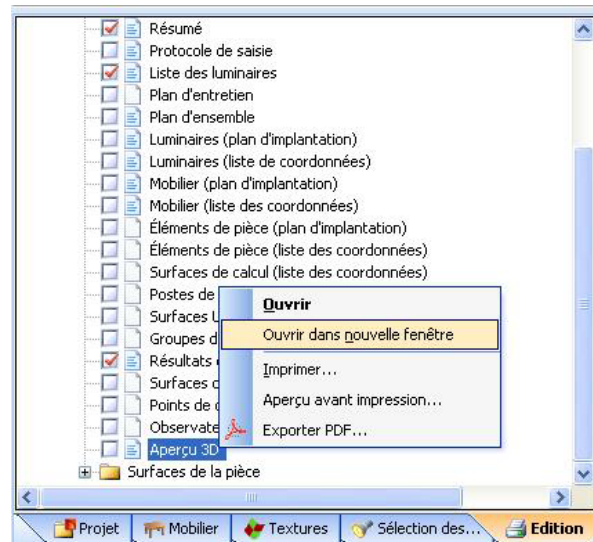 Résumé
Protocole de saisie
Liste des luminaires
Plan d'entretien
Plan d'ensemble
Luminaires (plan d'implantation)
Luminaires (liste de coordonnées)
Mobilier (plan d'implantation)
Mobilier (liste des coordonnées)
Éléments de pièce (plan d'implantation)
Éléments de pièce (liste des coordonnées)
Surfaces de calcul (liste des coordonnées)
Postes de
Surfaces
Groupes d
Résultats
Surfaces
Points de
Observate
Aperçu 3D
Surfaces de la pièce
Ouvrir
Ouvrir dans nouvelle fenêtre
Imprimer...
Aperçu avant impression...
Exporter PDF...
Projet Mobilier Textures Sélection des... Edition